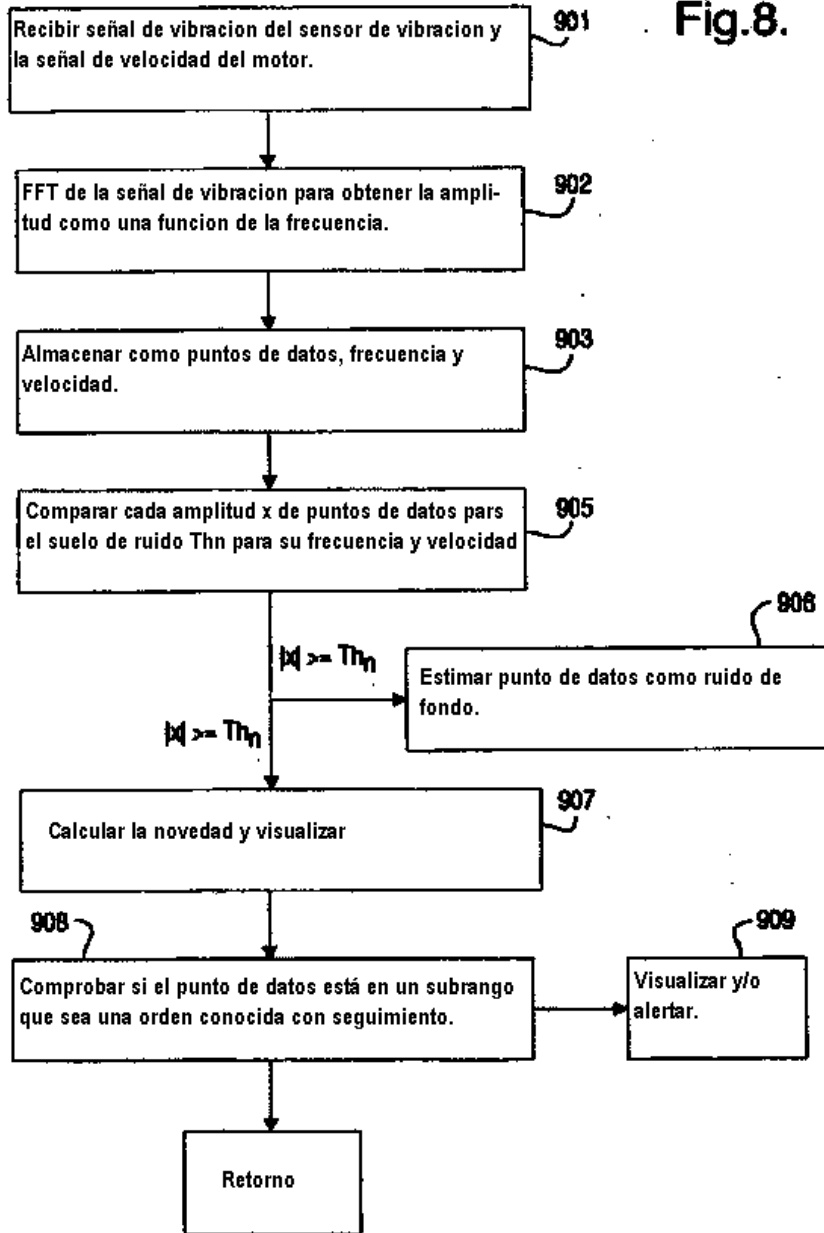 Fig.8.
Recibir señal de vibracion del sensor de vibracion y
la señal de velocidad del motor.
901
FFT de la señal de vibracion para obtener la ampli-
tud como una funcion de la frecuencia.
902
Almacenar como puntos de datos, frecuencia y
velocidad.
903
Comparar cada amplitud x de puntos de datos pars
el suelo de ruido Thn para su frecuencia y velocidad
905
|x| >= Thn
906
Estimar punto de datos como ruido de
fondo.
|x| >= Thn
Calcular la novedad y visualizar
907
908
Comprobar si el punto de datos está en un subrango
que sea una orden conocida con seguimiento.
909
Visualizar y/o
alertar.
Retorno